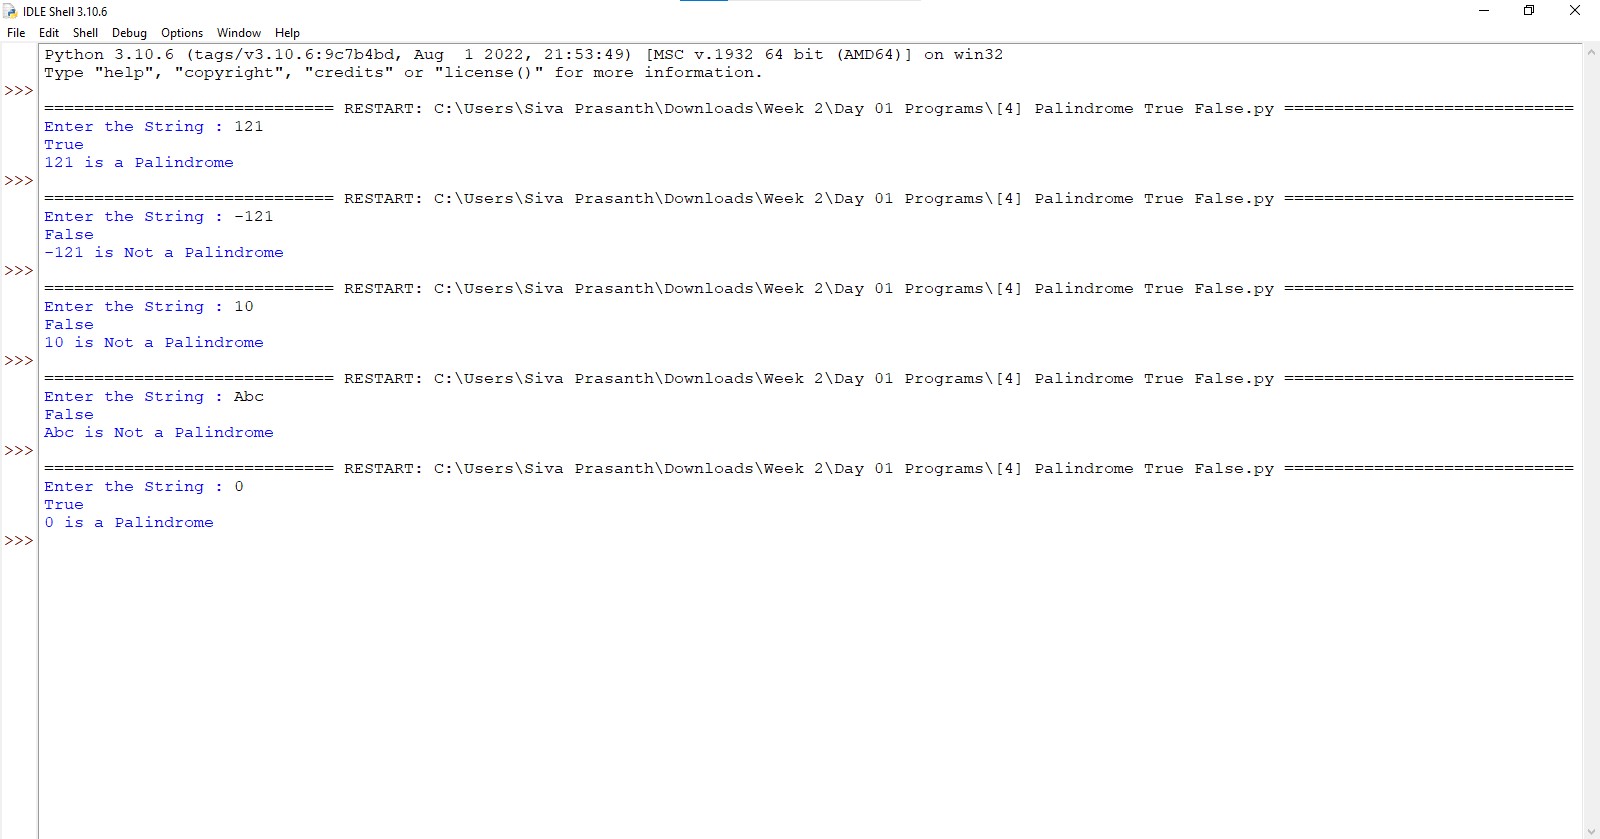 IDLE Shell 3.10.6
File Edit Shell Debug Options Window Help
Python 3.10.6 (tags/v3.10.6:9c7b4bd, Aug  1 2022, 21:53:49) [MSC v.1932 64 bit (AMD64)] on win32
Type "help", "copyright", "credits" or "license()" for more information.
>>>
============================= RESTART: C:\Users\Siva Prasanth\Downloads\Week 2\Day 01 Programs\[4] Palindrome True False.py =============================
Enter the String : 121
True
121 is a Palindrome
>>>
============================= RESTART: C:\Users\Siva Prasanth\Downloads\Week 2\Day 01 Programs\[4] Palindrome True False.py =============================
Enter the String : -121
False
-121 is Not a Palindrome
>>>
============================= RESTART: C:\Users\Siva Prasanth\Downloads\Week 2\Day 01 Programs\[4] Palindrome True False.py =============================
Enter the String : 10
False
10 is Not a Palindrome
>>>
============================= RESTART: C:\Users\Siva Prasanth\Downloads\Week 2\Day 01 Programs\[4] Palindrome True False.py =============================
Enter the String : Abc
False
Abc is Not a Palindrome
>>>
============================= RESTART: C:\Users\Siva Prasanth\Downloads\Week 2\Day 01 Programs\[4] Palindrome True False.py =============================
Enter the String : 0
True
0 is a Palindrome
>>>